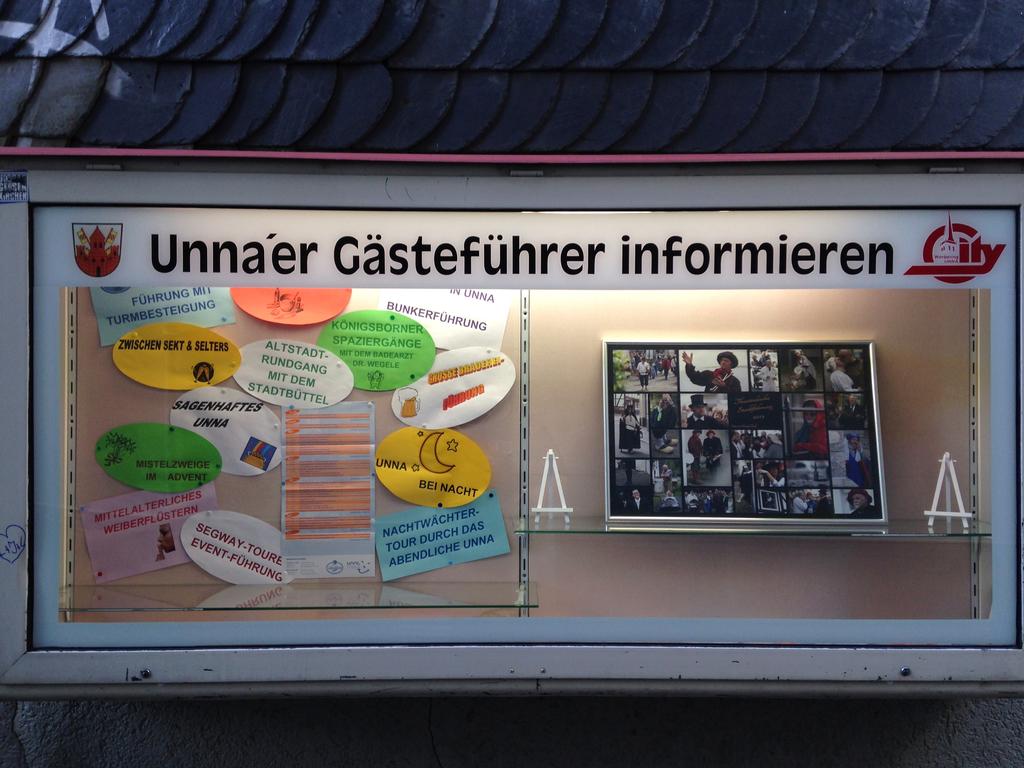 Unna'er Gästeführer informieren
City
Werbering
FÜHRUNG MIT
TURMBESTEIGUNG
IN UNNA
BUNKERFÜHRUNG
ZWISCHEN SEKT & SELTERS
ALTSTADT-
RUNDGANG
MIT DEM
STADTBÜTTEL
KÖNIGSBORNER
SPAZIERGÄNGE
MIT DEM BADEARZT
DR. WEGELE
GROSSE BRAUEREI-
FÜHRUNG
SAGENHAFTES
UNNA
MISTELZWEIGE
IM ADVENT
UNNA
BEI NACHT
MITTELALTERLICHES
WEIBERFLÜSTERN
SEGWAY-TOUREN
EVENT-FÜHRUNG
NACHTWÄCHTER-
TOUR DURCH DAS
ABENDLICHE UNNA